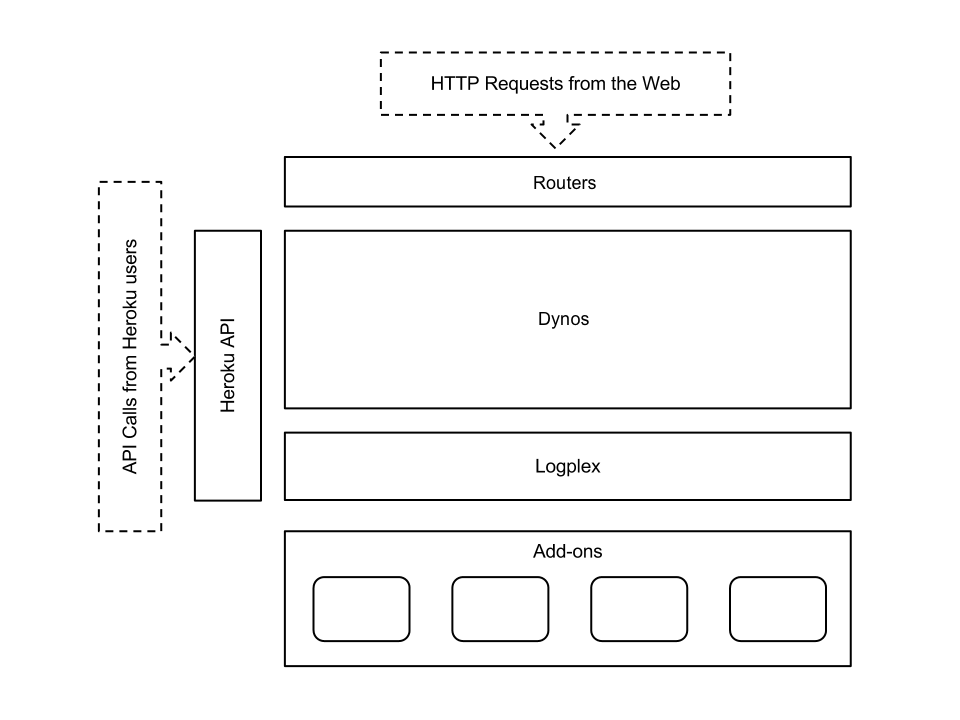 HTTP Requests from the Web
Routers
API Calls from Heroku users
Heroku API
Dynos
Logplex
Add-ons